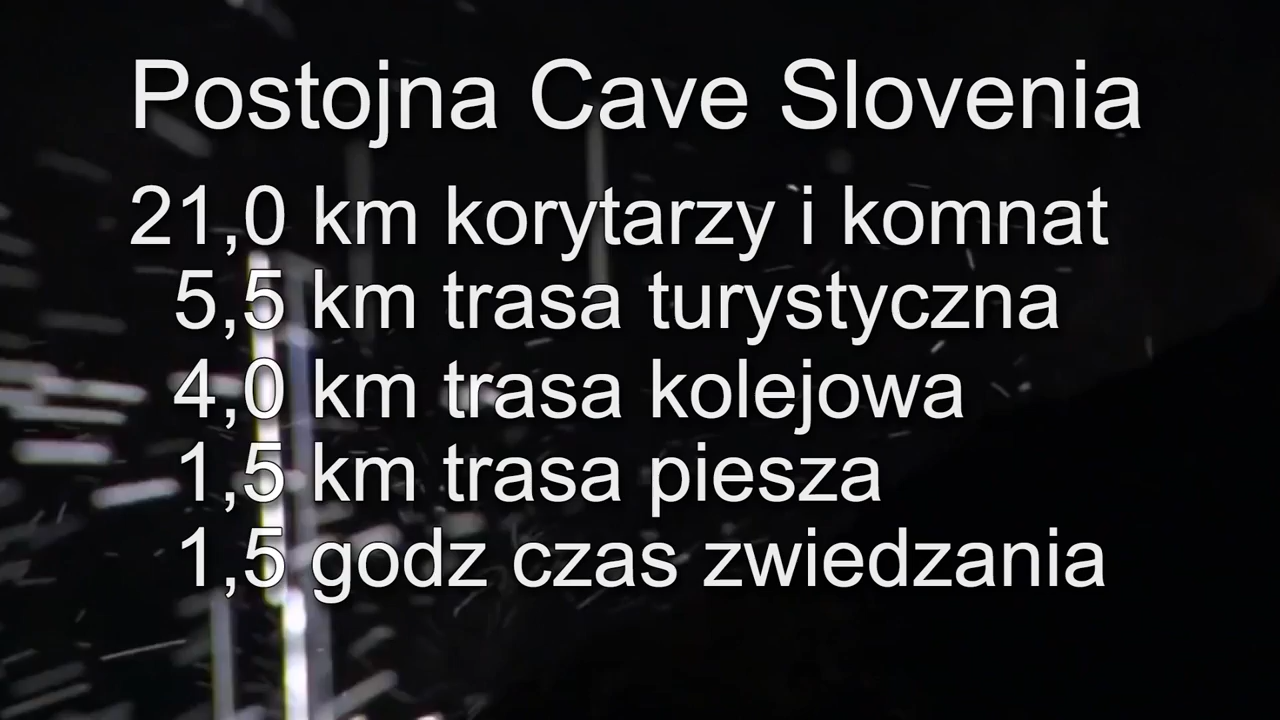 Postojna Cave Slovenia
21,0 km korytarzy i komnat
5,5 km trasa turystyczna
4,0 km trasa kolejowa
1,5 km trasa piesza
1,5 godz czas zwiedzania